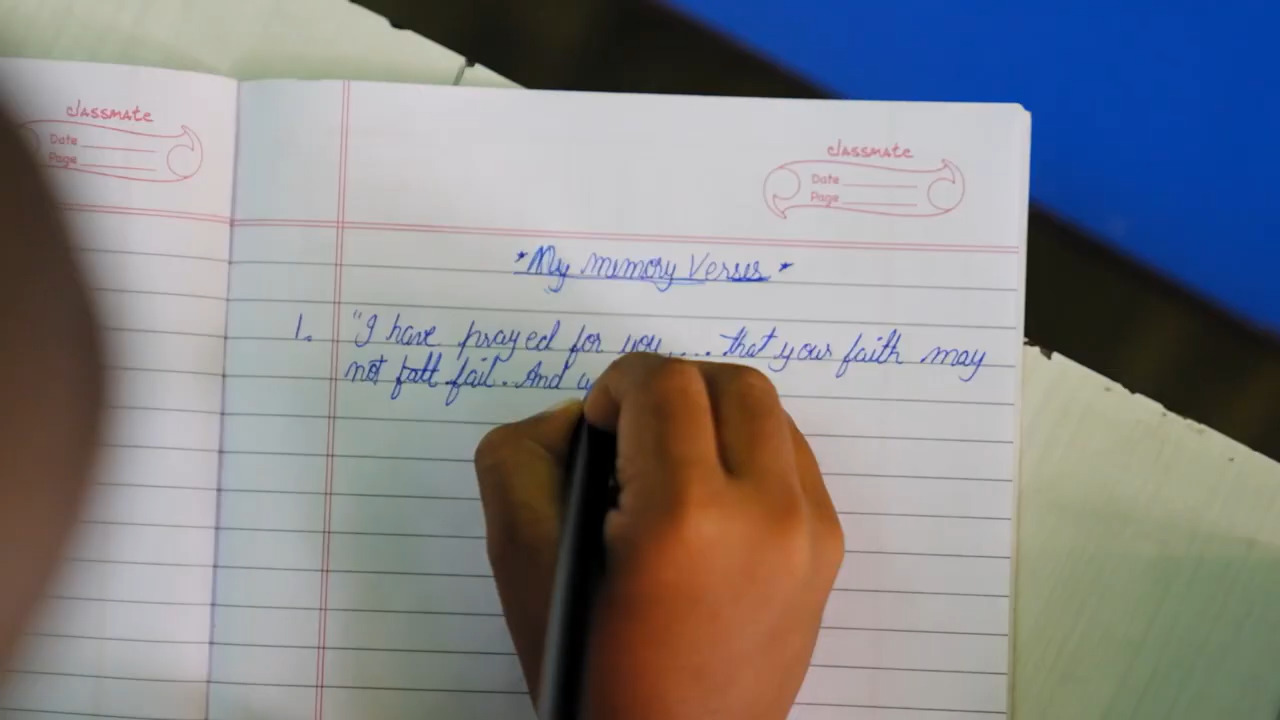 classmate
Date
Page
classmate
Date
Page
*My memory Verses*
1. "I have prayed for you.... that your faith may
not fall fail. And